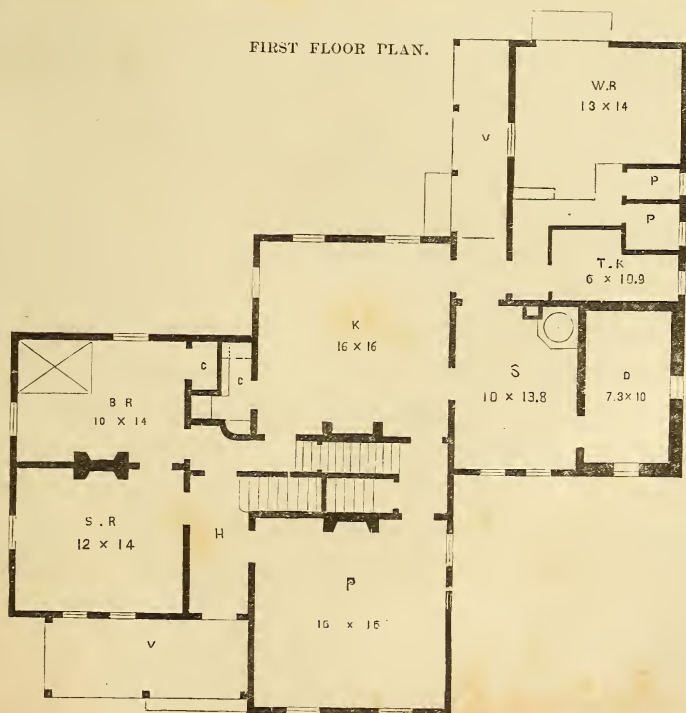 FIRST FLOOR PLAN.
W.R
13 × 14
V
P
P
T.R
6 × 10.9
K
16 × 16
C
C
S
10 × 13.8
D
7.3 × 10
B R
10 × 14
S.R
12 × 14
H
P
16 × 16
V